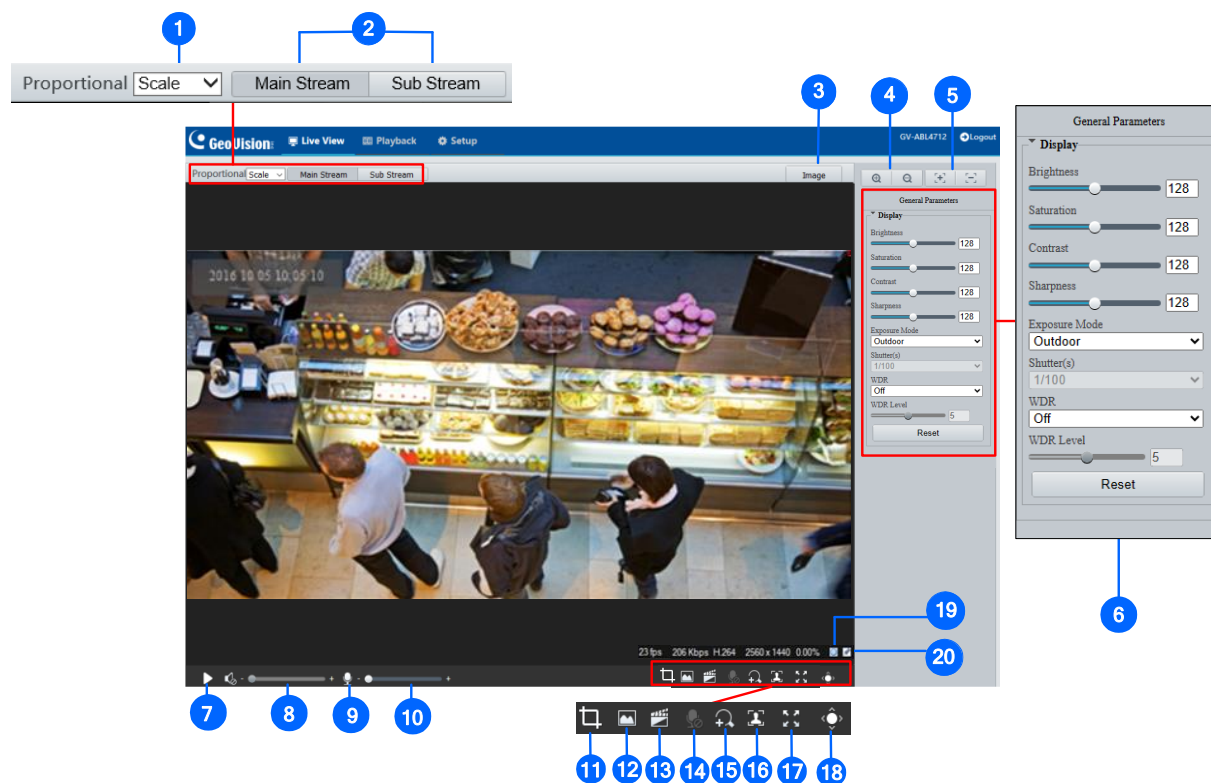 1
2
Proportional Scale Main Stream Sub Stream
3
4
5
GeoVision Live View Playback Setup GV-ABL4712 Logout
Proportional Scale Main Stream Sub Stream Image
General Parameters
Display
Brightness
128
Saturation
128
Contrast
128
Sharpness
128
Exposure Mode
Outdoor
Shutter(s)
1/100
WDR
Off
WDR Level
5
Reset
General Parameters
Display
Brightness
128
Saturation
128
Contrast
128
Sharpness
128
Exposure Mode
Outdoor
Shutter(s)
1/100
WDR
Off
WDR Level
5
Reset
6
2016 10 05 10:05:10
19
23 fps 206 Kbps H.264 2560 x 1440 0.00%
20
- + - +
7
8
9
10
11
12
13
14
15
16
17
18